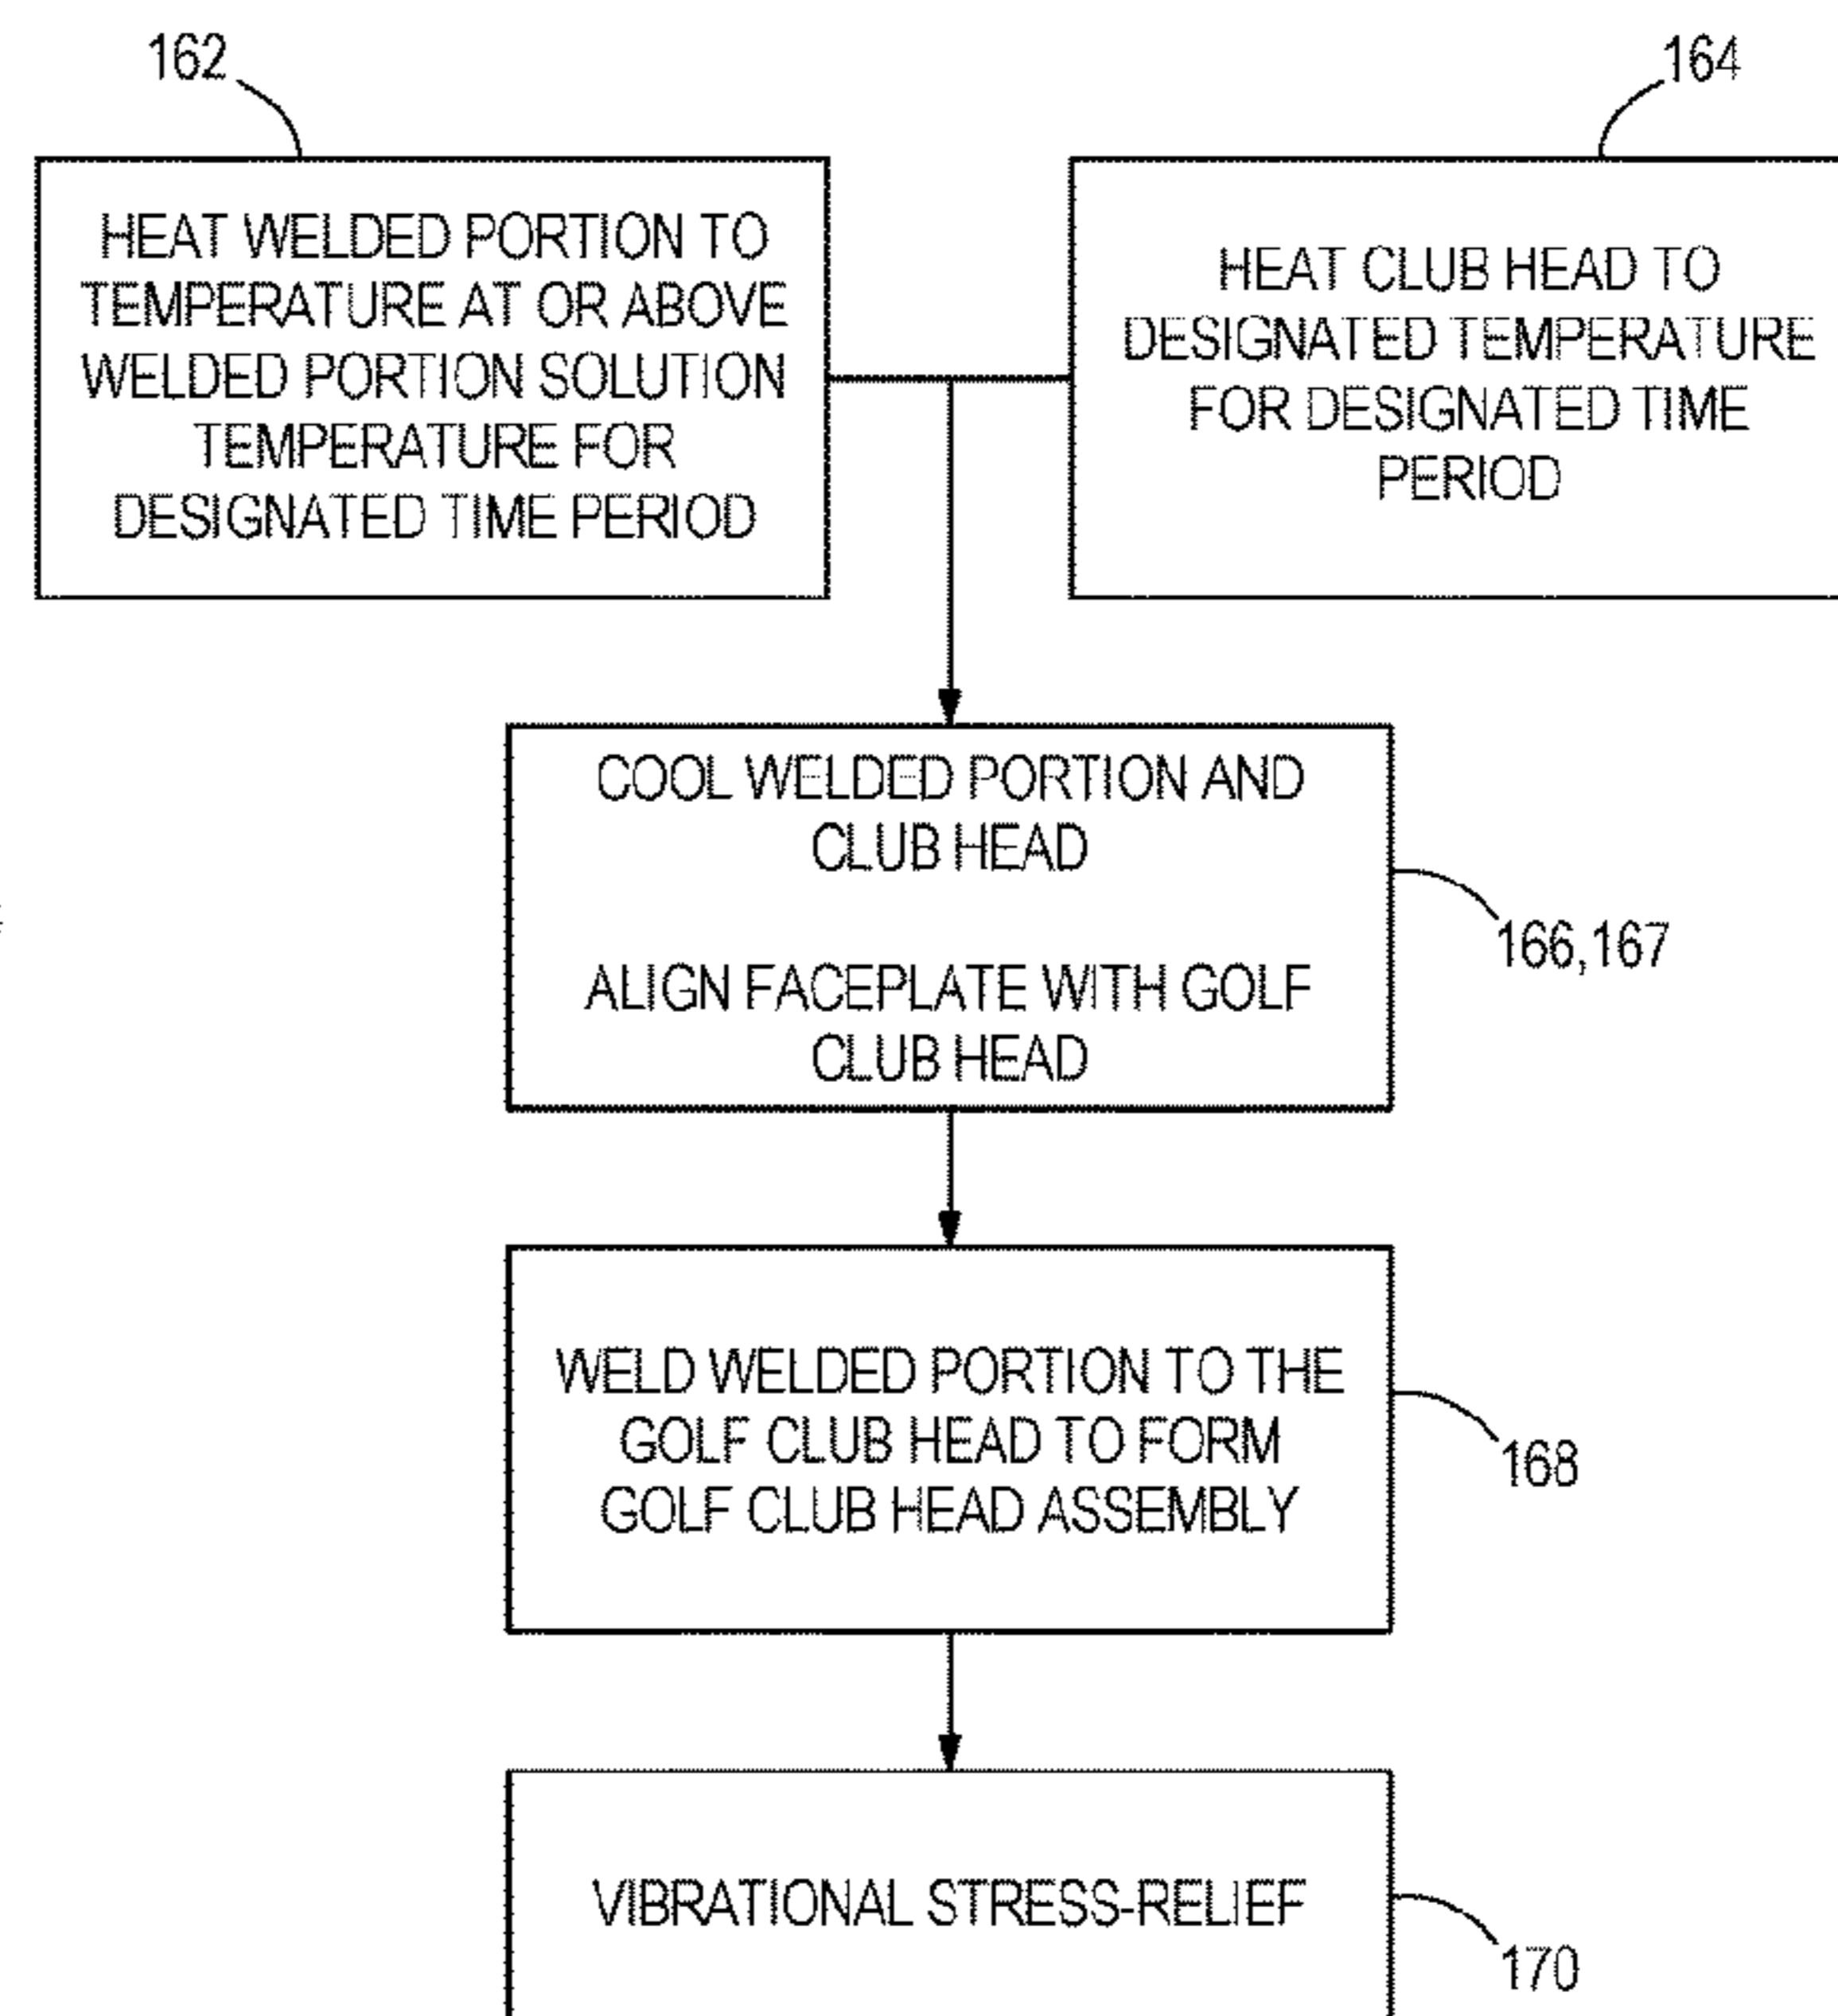 162
164
HEAT WELDED PORTION TO
TEMPERATURE AT OR ABOVE
WELDED PORTION SOLUTION
TEMPERATURE FOR
DESIGNATED TIME PERIOD
HEAT CLUB HEAD TO
DESIGNATED TEMPERATURE
FOR DESIGNATED TIME
PERIOD
COOL WELDED PORTION AND
CLUB HEAD
ALIGN FACEPLATE WITH GOLF
CLUB HEAD
166,167
WELD WELDED PORTION TO THE
GOLF CLUB HEAD TO FORM
GOLF CLUB HEAD ASSEMBLY
168
VIBRATIONAL STRESS-RELIEF
170